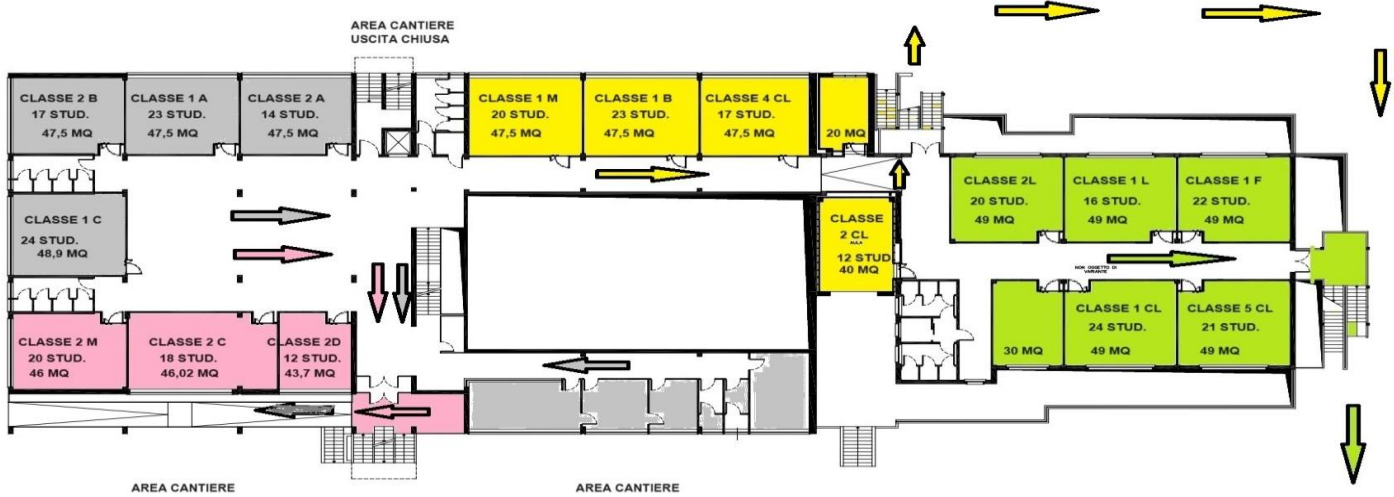 AREA CANTIERE
USCITA CHIUSA
CLASSE 2 B
17 STUD.
47,5 MQ
CLASSE 1 A
23 STUD.
47,5 MQ
CLASSE 2 A
14 STUD.
47,5 MQ
CLASSE 1 M
20 STUD.
47,5 MQ
CLASSE 1 B
23 STUD.
47,5 MQ
CLASSE 4 CL
17 STUD.
47,5 MQ
20 MQ
CLASSE 2L
20 STUD.
49 MQ
CLASSE 1 L
16 STUD.
49 MQ
CLASSE 1 F
22 STUD.
49 MQ
CLASSE 1 C
24 STUD.
48,9 MQ
CLASSE
2 CL
AULA
12 STUD
40 MQ
NON OGGETTO DI
VARIANTE
CLASSE 2 M
20 STUD.
46 MQ
CLASSE 2 C
18 STUD.
46,02 MQ
CLASSE 2D
12 STUD.
43,7 MQ
30 MQ
CLASSE 1 CL
24 STUD.
49 MQ
CLASSE 5 CL
21 STUD.
49 MQ
AREA CANTIERE
AREA CANTIERE